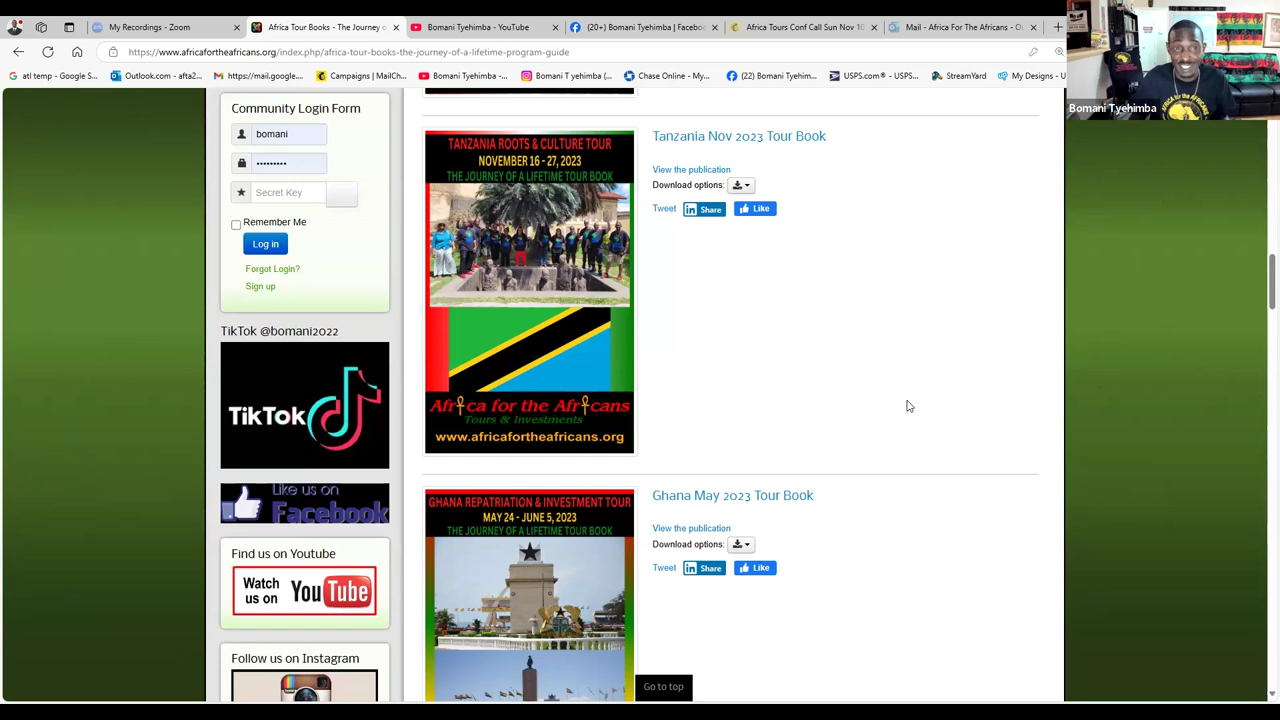 My Recordings - Zoom
Africa Tour Books - The Journey
Bomani Tyehimba - YouTube
(20+) Bomani Tyehimba | Facebook
Africa Tours Conf Call Sun Nov 10
Mail - Africa For The Africans - O
https://www.africafortheafricans.org/index.php/africa-tour-books-the-journey-of-a-lifetime-program-guide
atl temp - Google S...
Outlook.com - afta2...
https://mail.google....
Campaigns | MailCh...
Bomani Tyehimba -...
Bomani T yehimba (...
Chase Online - My...
(22) Bomani Tyehim...
USPS.com® - USPS...
StreamYard
My Designs -
Bomani Tyehimba
Community Login Form
bomani
Secret Key
Remember Me
Log in
Forgot Login?
Sign up
TikTok @bomani2022
TikTok
Like us on
Facebook
Find us on Youtube
Watch
us on
YouTube
Follow us on Instagram
TANZANIA ROOTS & CULTURE TOUR
NOVEMBER 16 - 27, 2023
THE JOURNEY OF A LIFETIME TOUR BOOK
Africa for the Africans
Tours & Investments
www.africafortheafricans.org
Tanzania Nov 2023 Tour Book
View the publication
Download options:
Tweet
in Share
Like
GHANA REPATRIATION & INVESTMENT TOUR
MAY 24 - JUNE 5, 2023
THE JOURNEY OF A LIFETIME TOUR BOOK
Ghana May 2023 Tour Book
View the publication
Download options:
Tweet
in Share
Like
Go to top